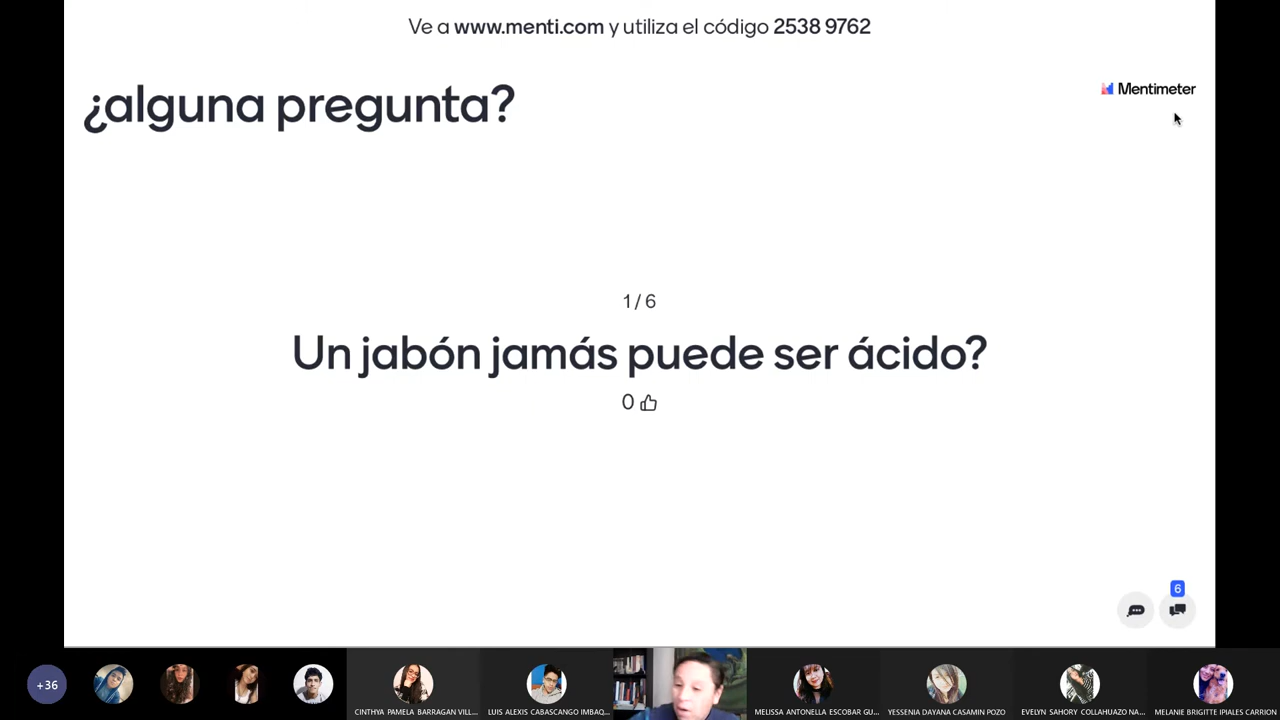 Ve a www.menti.com y utiliza el código 2538 9762
¿alguna pregunta?
Mentimeter
1 / 6
Un jabón jamás puede ser ácido?
0
6
+36
CINTHYA PAMELA BARRAGAN VILL...
LUIS ALEXIS CABASCANGO IMBAQ...
MELISSA ANTONELLA ESCOBAR GU...
YESSENIA DAYANA CASAMIN POZO
EVELYN SAHORY COLLAHUAZO NA...
MELANIE BRIGITTE IPIALES CARRION